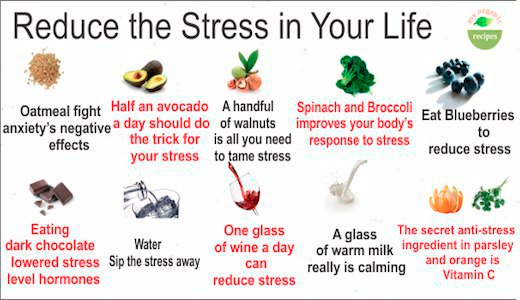 Reduce the Stress in Your Life
my organic
recipes
Oatmeal fight
anxiety's negative
effects
Half an avocado
a day should do
the trick for
your stress
A handful
of walnuts
is all you need
to tame stress
Spinach and Broccoli
improves your body's
response to stress
Eat Blueberries
to
reduce stress
Eating
dark chocolate
lowered stress
level hormones
Water
Sip the stress away
One glass
of wine a day
can
reduce stress
A glass
of warm milk
really is calming
The secret anti-stress
ingredient in parsley
and orange is
Vitamin C